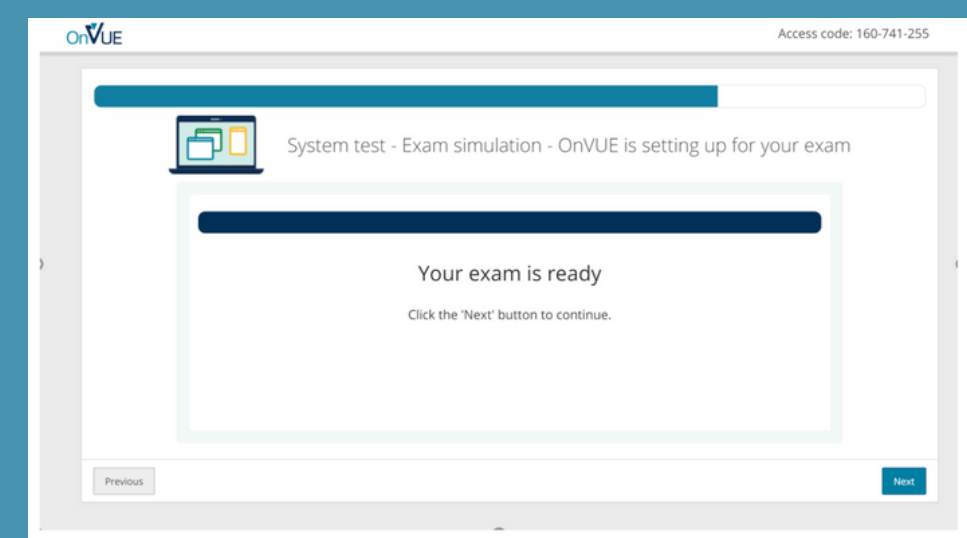 OnVUE
Access code: 160-741-255
System test - Exam simulation - OnVUE is setting up for your exam
Your exam is ready
Click the 'Next' button to continue.
Previous
Next